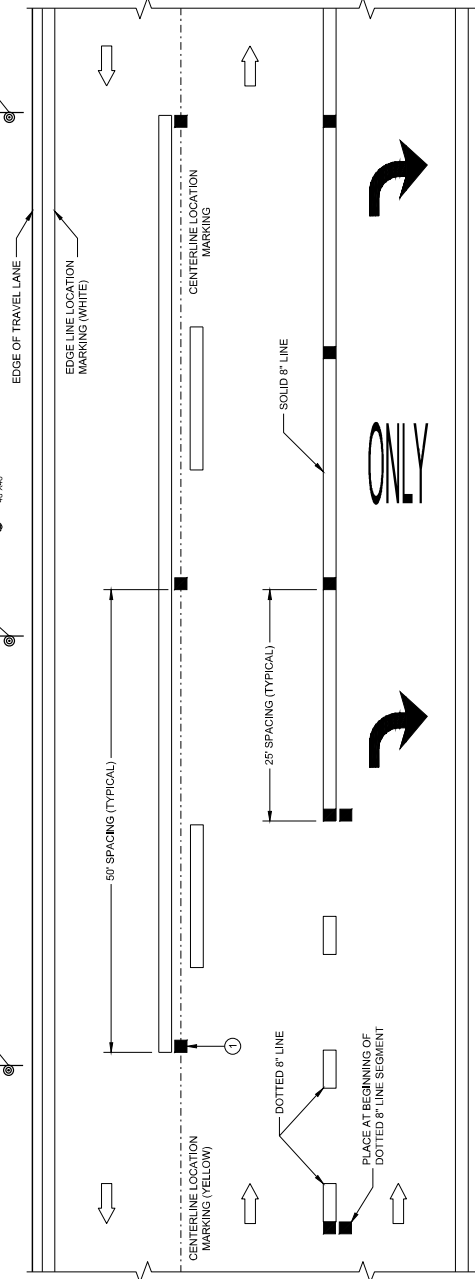 EDGE OF TRAVEL LANE
EDGE LINE LOCATION
MARKING (WHITE)
50' SPACING (TYPICAL)
CENTERLINE LOCATION
MARKING
CENTERLINE LOCATION
MARKING (YELLOW)
1
25' SPACING (TYPICAL)
SOLID 8" LINE
DOTTED 8" LINE
PLACE AT BEGINNING OF
DOTTED 8" LINE SEGMENT
ONLY